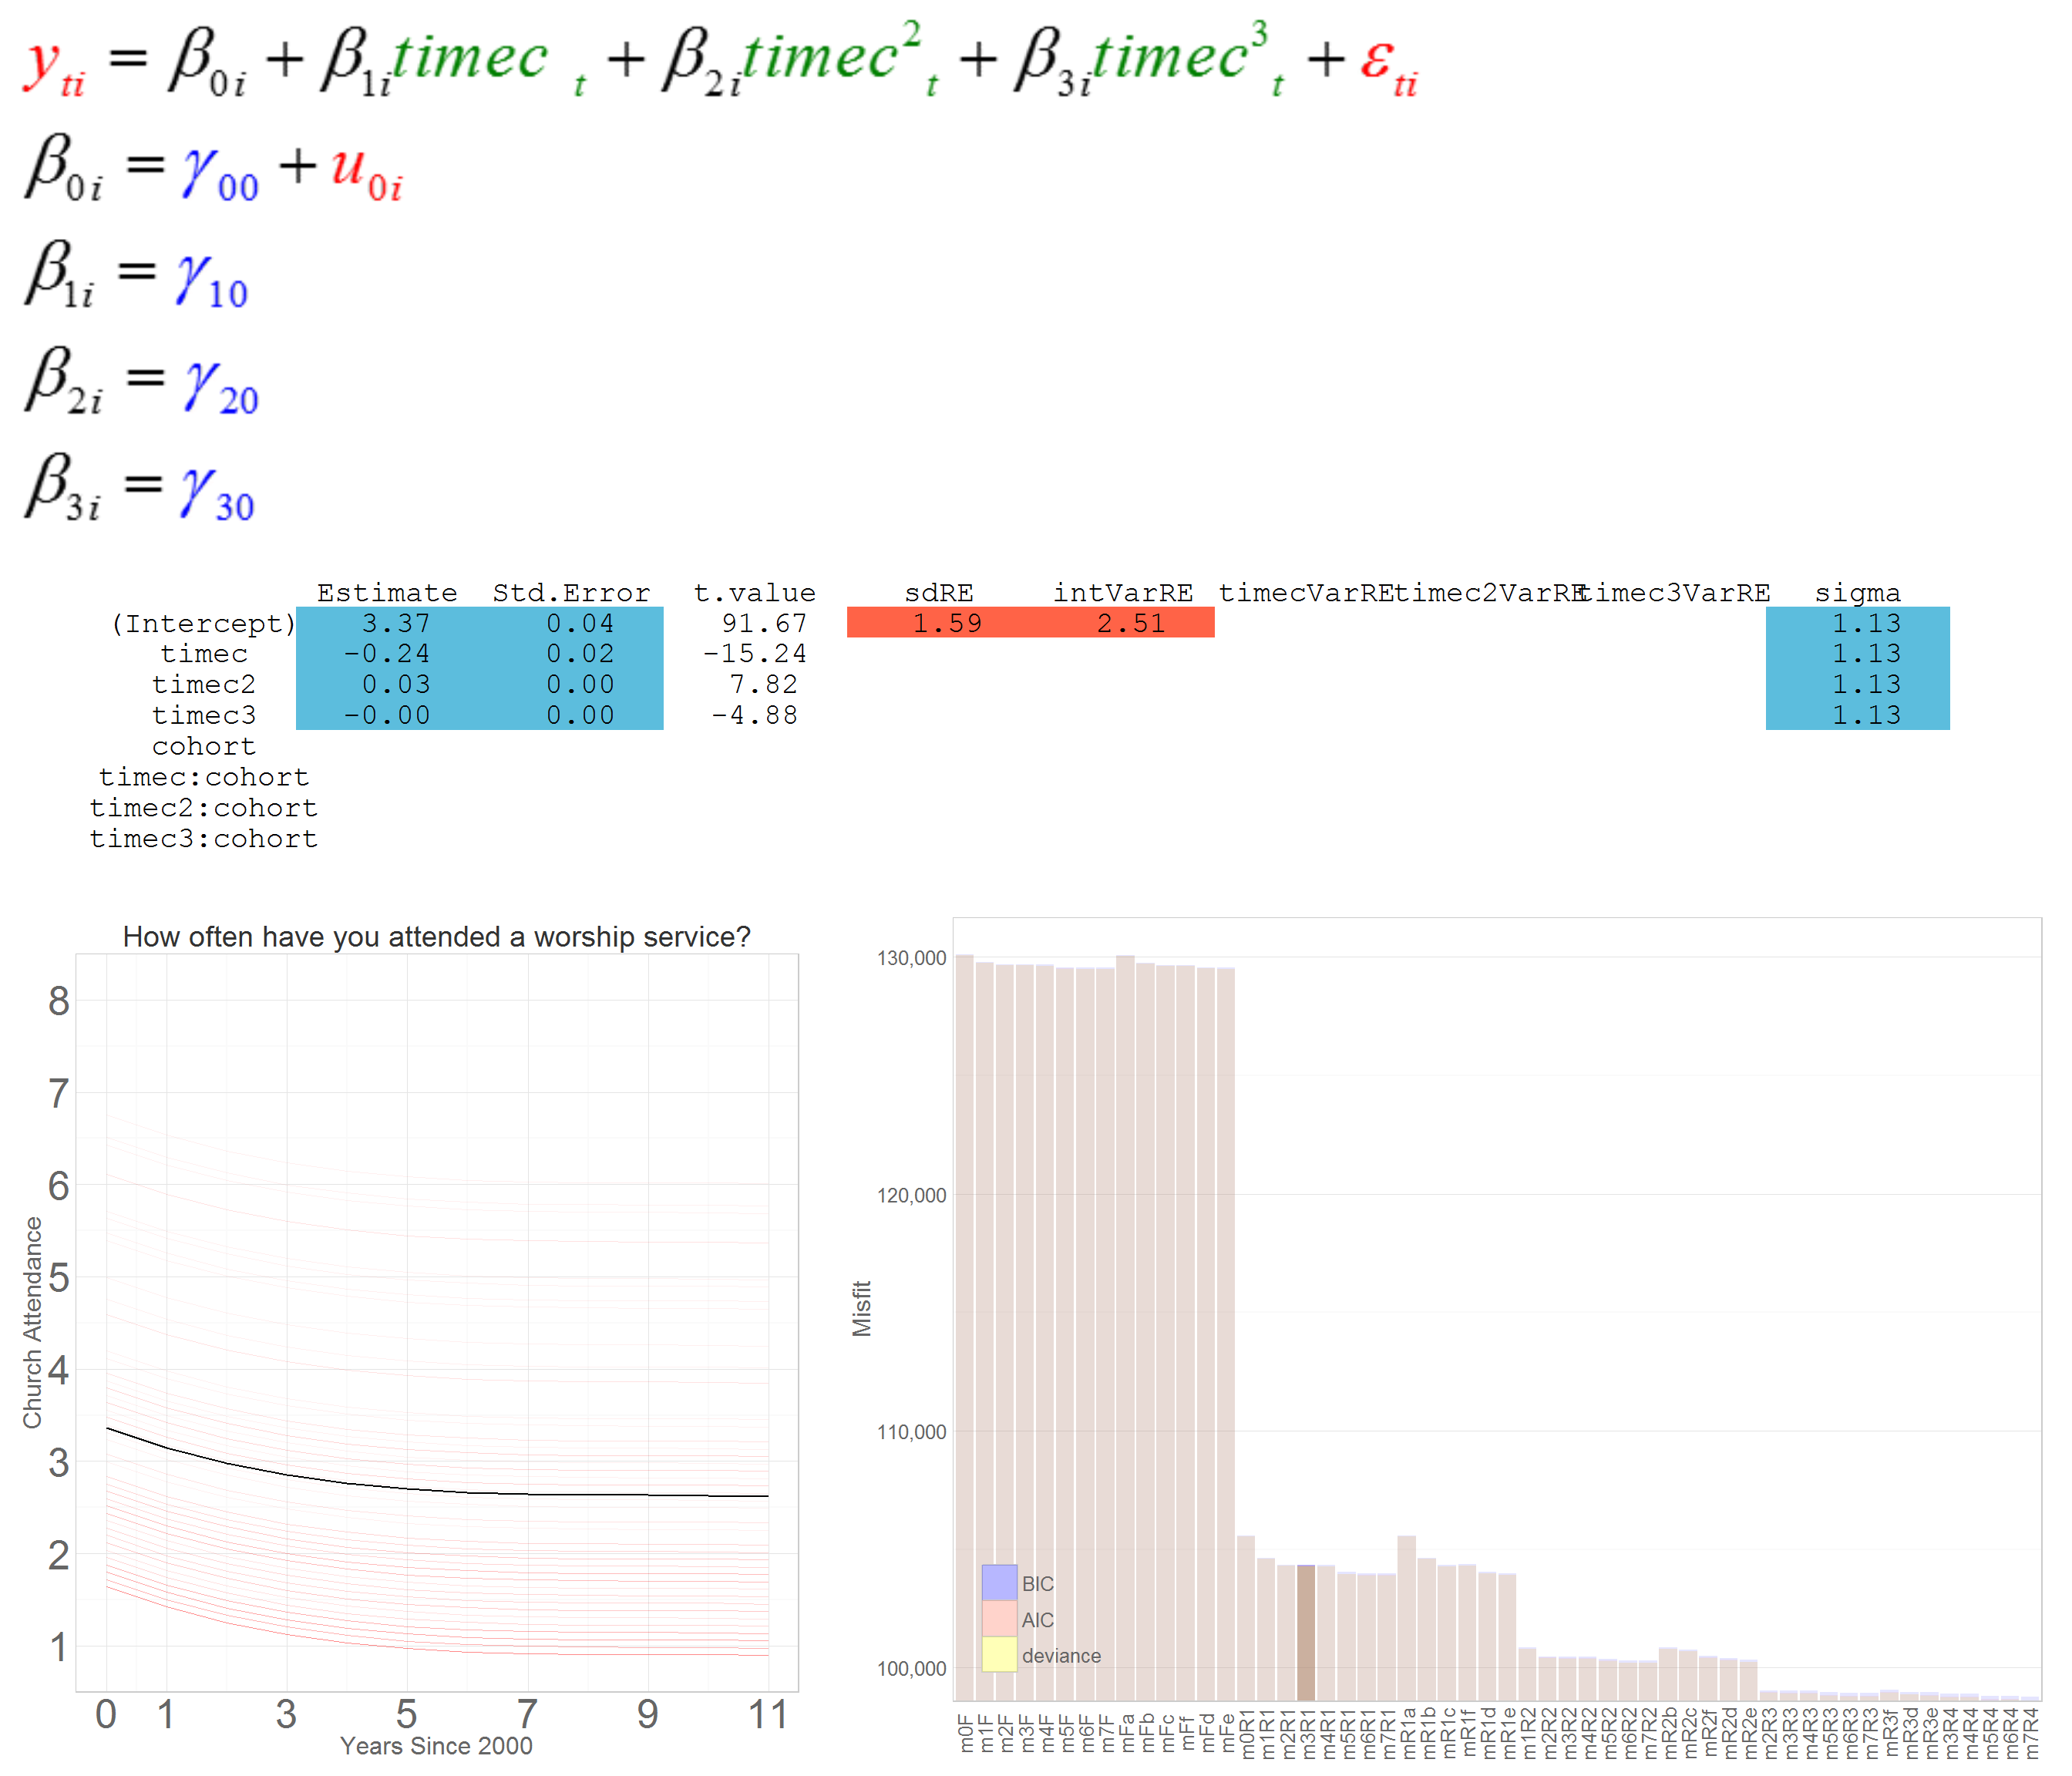 y_ti = β_0i + β_1i timec_t + β_2i timec²_t + β_3i timec³_t + ε_ti
β_0i = γ_00 + u_0i
β_1i = γ_10
β_2i = γ_20
β_3i = γ_30
Estimate Std.Error t.value sdRE intVarRE timecVarRE timec2VarRE timec3VarRE sigma
(Intercept) 3.37 0.04 91.67 1.59 2.51 1.13
timec -0.24 0.02 -15.24 1.13
timec2 0.03 0.00 7.82 1.13
timec3 -0.00 0.00 -4.88 1.13
cohort
timec:cohort
timec2:cohort
timec3:cohort
How often have you attended a worship service?
8
7
6
5
4
3
2
1
Church Attendance
0 1 3 5 7 9 11
Years Since 2000
130,000
120,000
110,000
100,000
Misfit
BIC
AIC
deviance
m0F m1F m2F m3F m4F m5F m6F m7F mFa mFb mFc mFf mFd mFe m0R1 m1R1 m2R1 m3R1 m4R1 m5R1 m6R1 m7R1 mR1a mR1b mR1c mR1f mR1d mR1e m1R2 m2R2 m3R2 m4R2 m5R2 m6R2 m7R2 mR2b mR2c mR2f mR2d mR2e m2R3 m3R3 m4R3 m5R3 m6R3 m7R3 mR3f mR3d mR3e m3R4 m4R4 m5R4 m6R4 m7R4